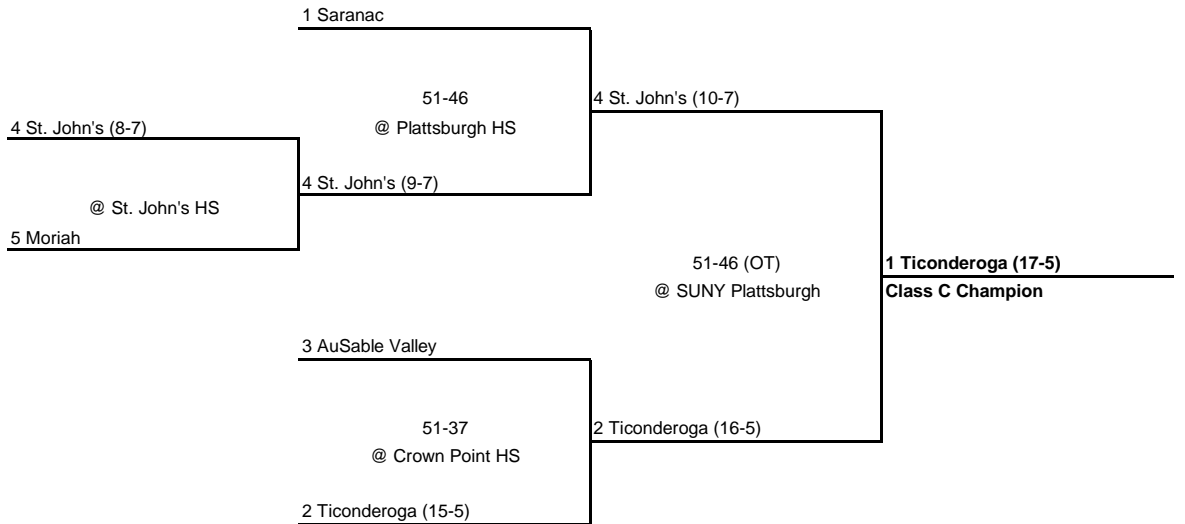 1 Saranac
51-46
@ Plattsburgh HS
4 St. John's (10-7)
4 St. John's (8-7)
4 St. John's (9-7)
@ St. John's HS
5 Moriah
51-46 (OT)
@ SUNY Plattsburgh
1 Ticonderoga (17-5)
Class C Champion
3 AuSable Valley
51-37
@ Crown Point HS
2 Ticonderoga (16-5)
2 Ticonderoga (15-5)